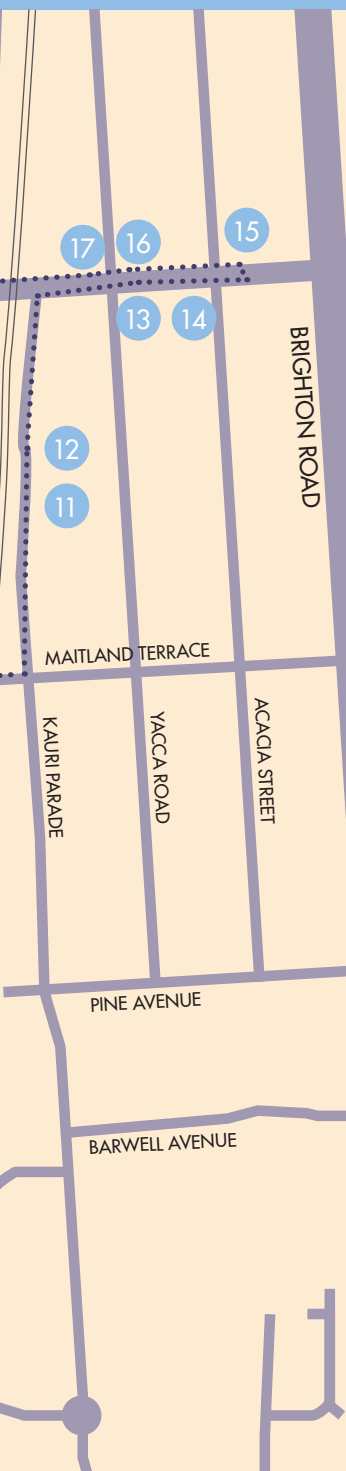 15
16
17
13
14
BRIGHTON ROAD
12
11
MAITLAND TERRACE
KAURI PARADE
YACCA ROAD
ACACIA STREET
PINE AVENUE
BARWELL AVENUE